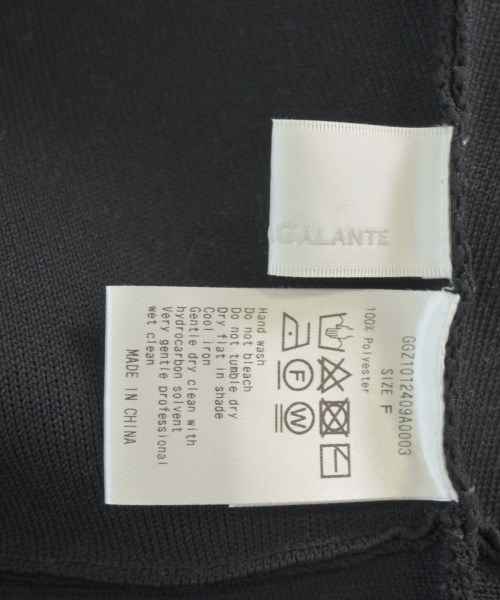 GALANTE
GGZ1012409A0003
SIZE F
100% Polyester
Hand wash
Do not bleach
Do not tumble dry
Dry flat in shade
Cool iron
Gentle dry clean with
hydrocarbon solvent
Very gentle Drofessional
wet clean
MADE IN CHINA